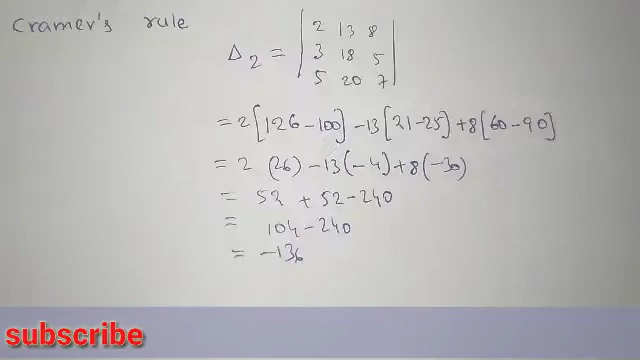 Cramer's rule
Δ₂ = | 2 13 8 |
| 3 18 5 |
| 5 20 7 |
= 2[126 - 100] - 13[21 - 25] + 8[60 - 90]
= 2 (26) - 13(-4) + 8(-30)
= 52 + 52 - 240
= 104 - 240
= -136
subscribe